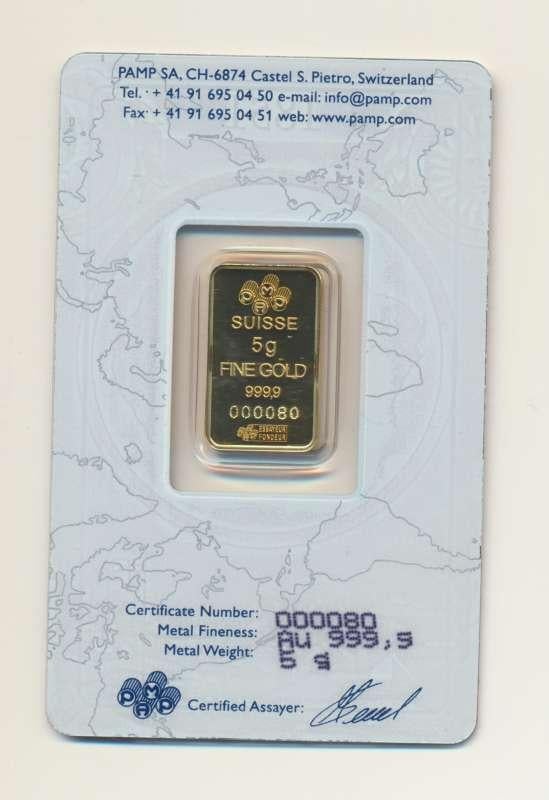 PAMP SA, CH-6874 Castel S. Pietro, Switzerland
Tel. + 41 91 695 04 50 e-mail: info@pamp.com
Fax: + 41 91 695 04 51 web: www.pamp.com
PAMP
SUISSE
5g
FINE GOLD
999,9
000080
ESSAYEUR
FONDEUR
Certificate Number: 000080
Metal Fineness: Au 999,9
Metal Weight: 5 g
PAMP Certified Assayer: